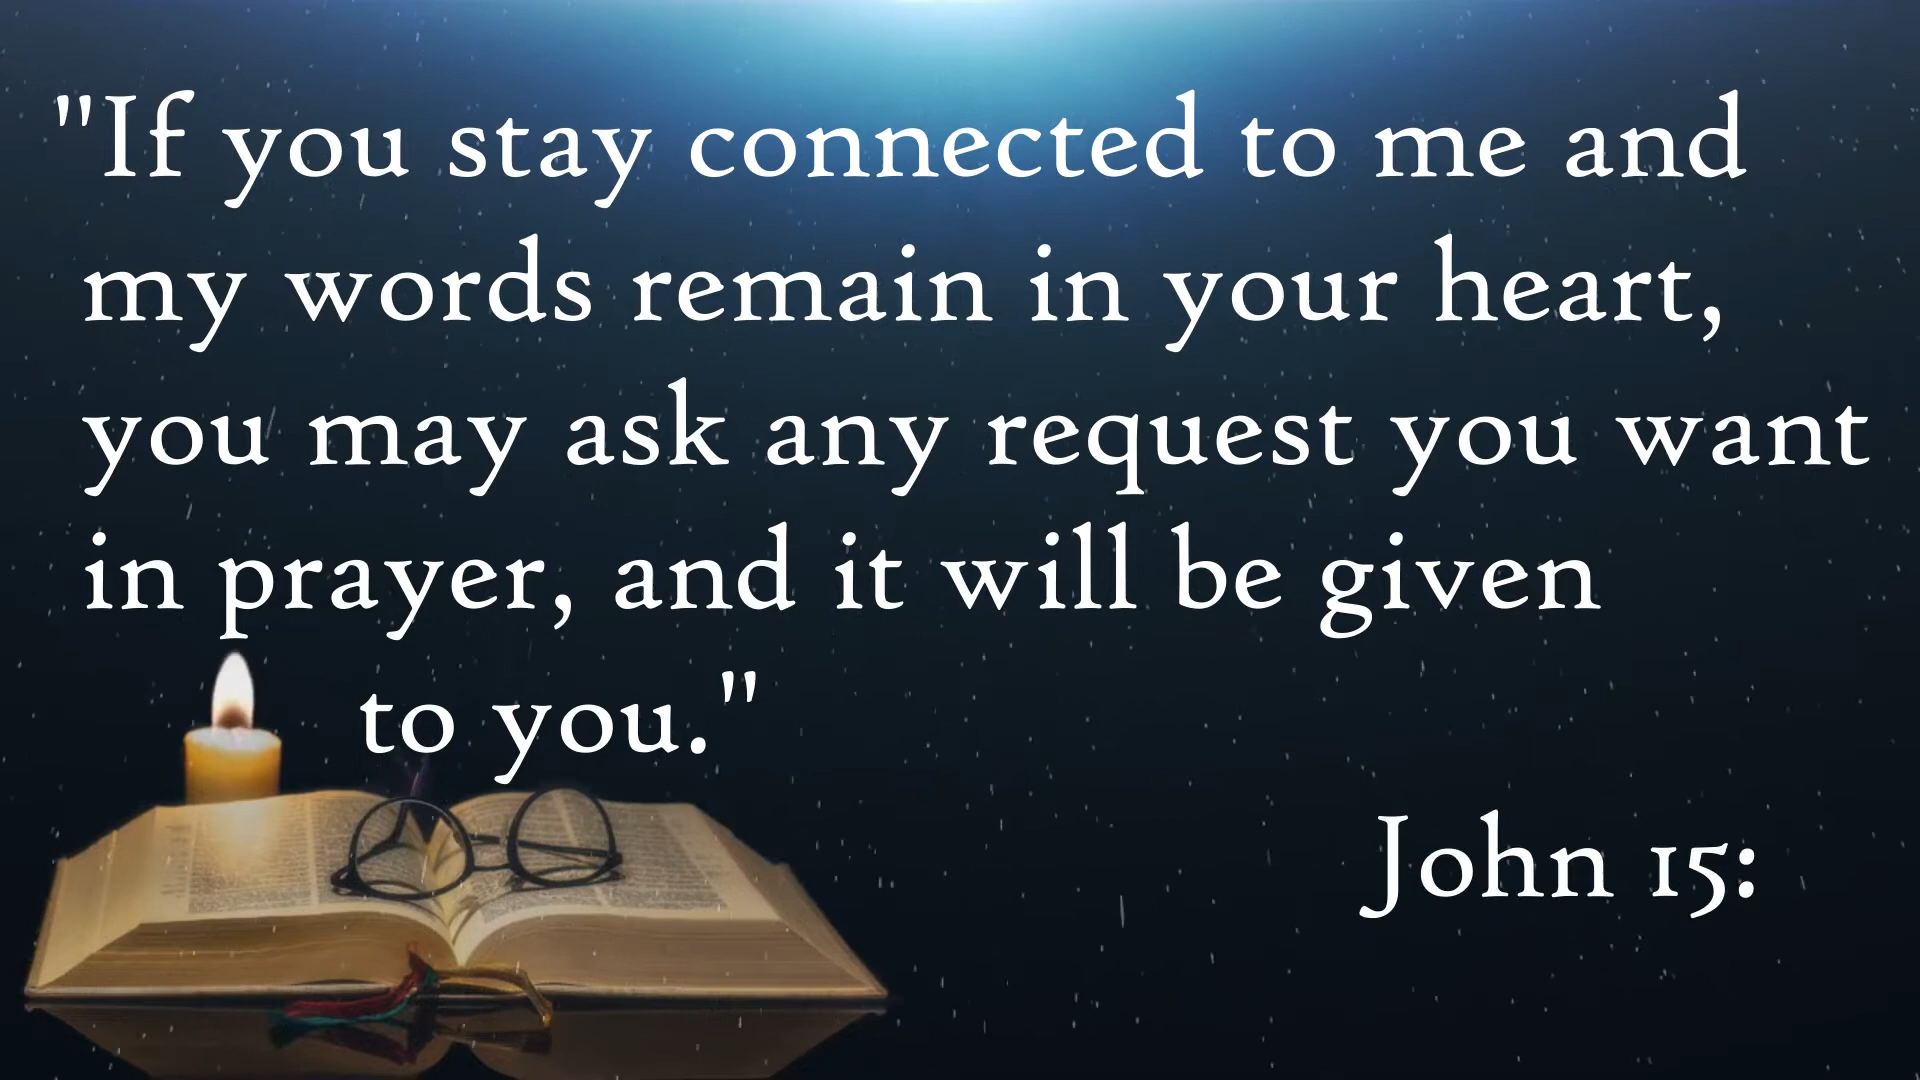 "If you stay connected to me and
my words remain in your heart,
you may ask any request you want
in prayer, and it will be given
to you."
John 15: